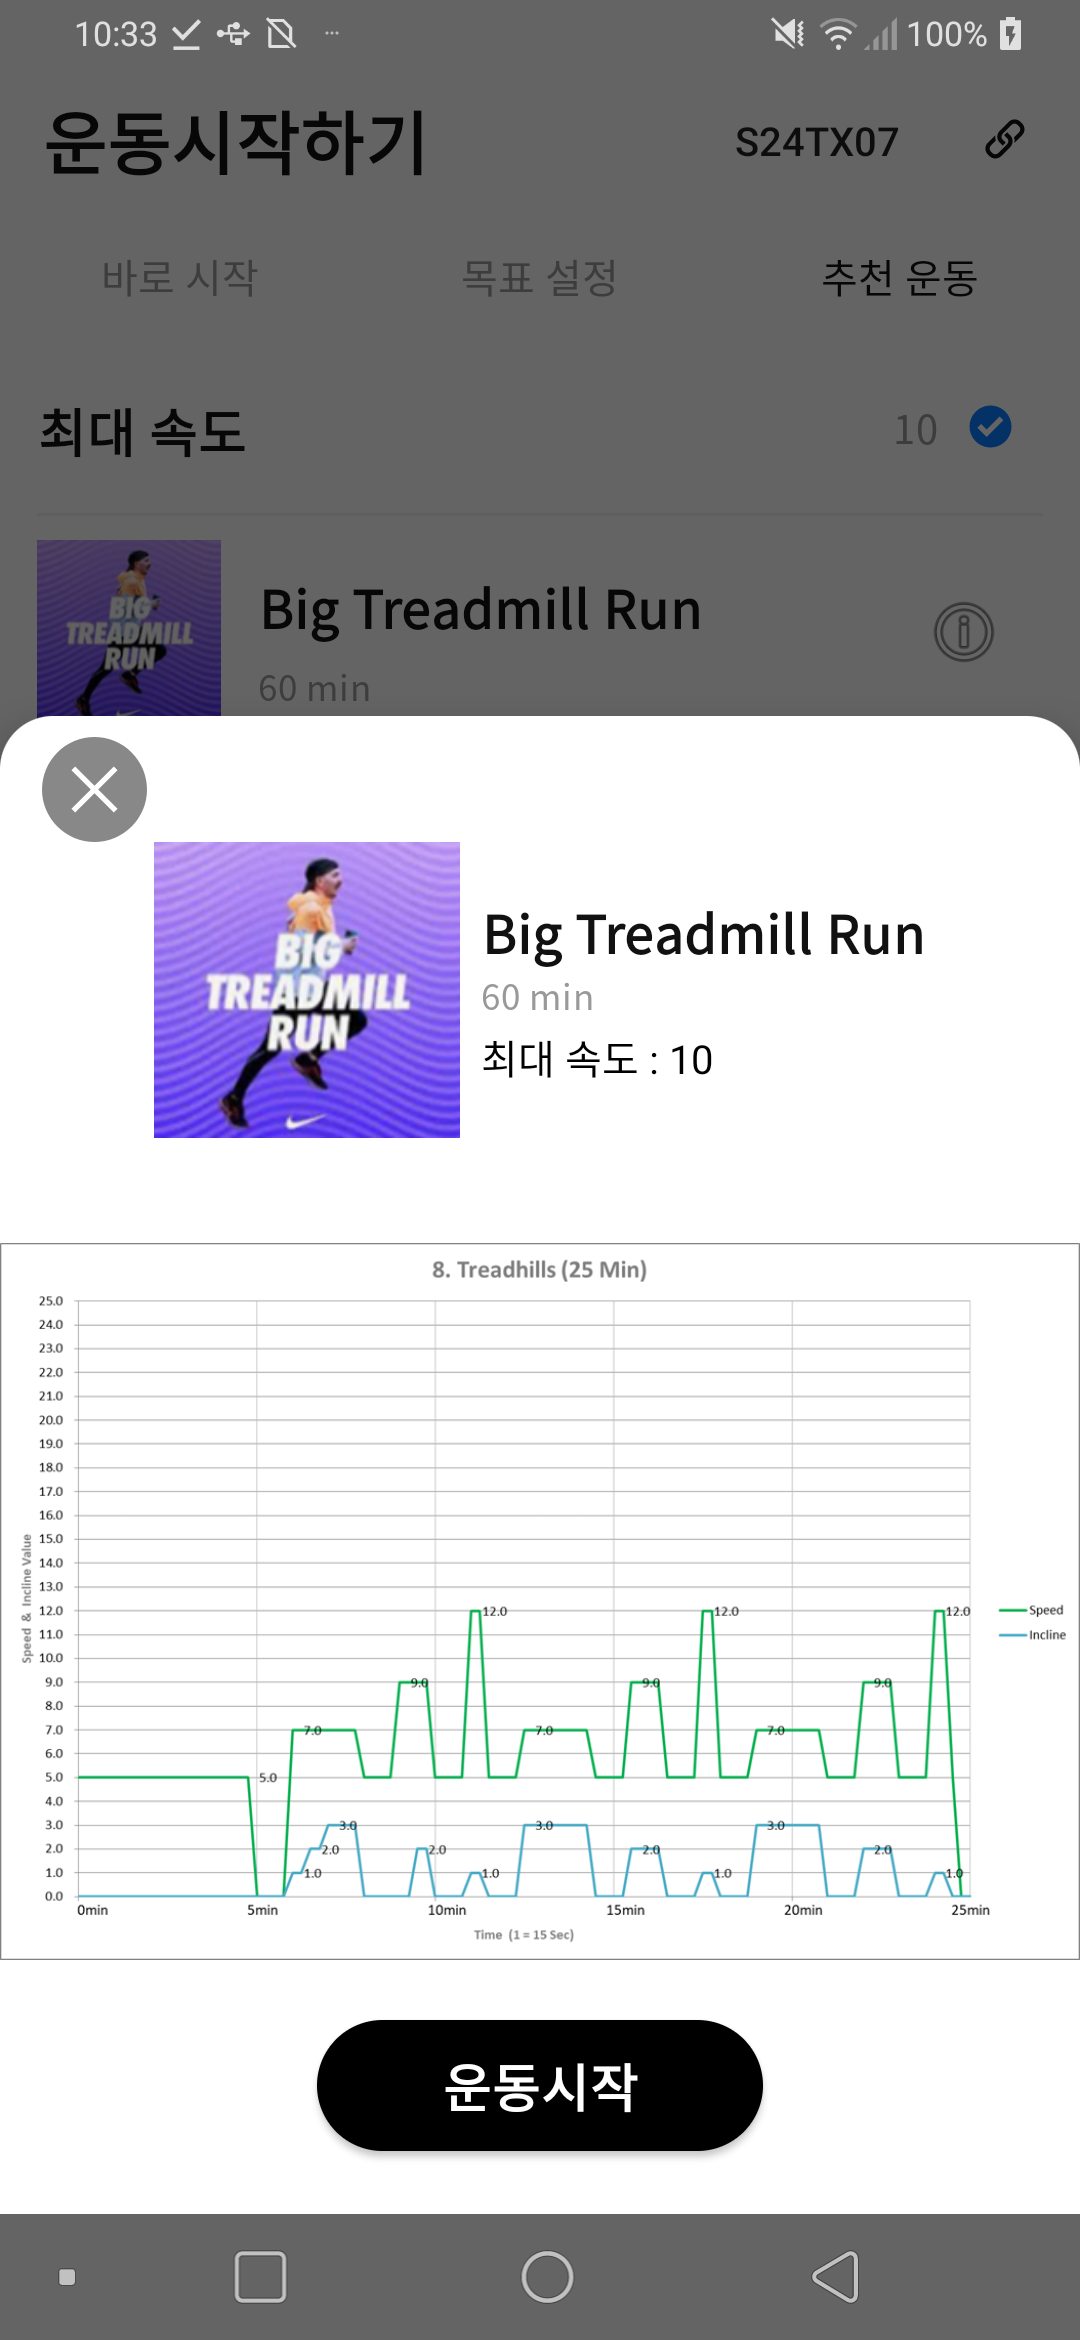 10:33 100%
운동시작하기 S24TX07
바로 시작 목표 설정 추천 운동
최대 속도 10
BIG
TREADMILL
RUN
Big Treadmill Run
60 min
BIG
TREADMILL
RUN
Big Treadmill Run
60 min
최대 속도 : 10
8. Treadhills (25 Min)
25.0
24.0
23.0
22.0
21.0
20.0
19.0
18.0
17.0
16.0
15.0
14.0
13.0
12.0 12.0 12.0 12.0
11.0
10.0
9.0 9.0 9.0 9.0
8.0
7.0 7.0 7.0 7.0
6.0
5.0 5.0
4.0
3.0 3.0 3.0 3.0
2.0 2.0 2.0 2.0 2.0
1.0 1.0 1.0 1.0 1.0
0.0
Speed & Incline Value
Speed
Incline
0min 5min 10min 15min 20min 25min
Time (1 = 15 Sec)
운동시작